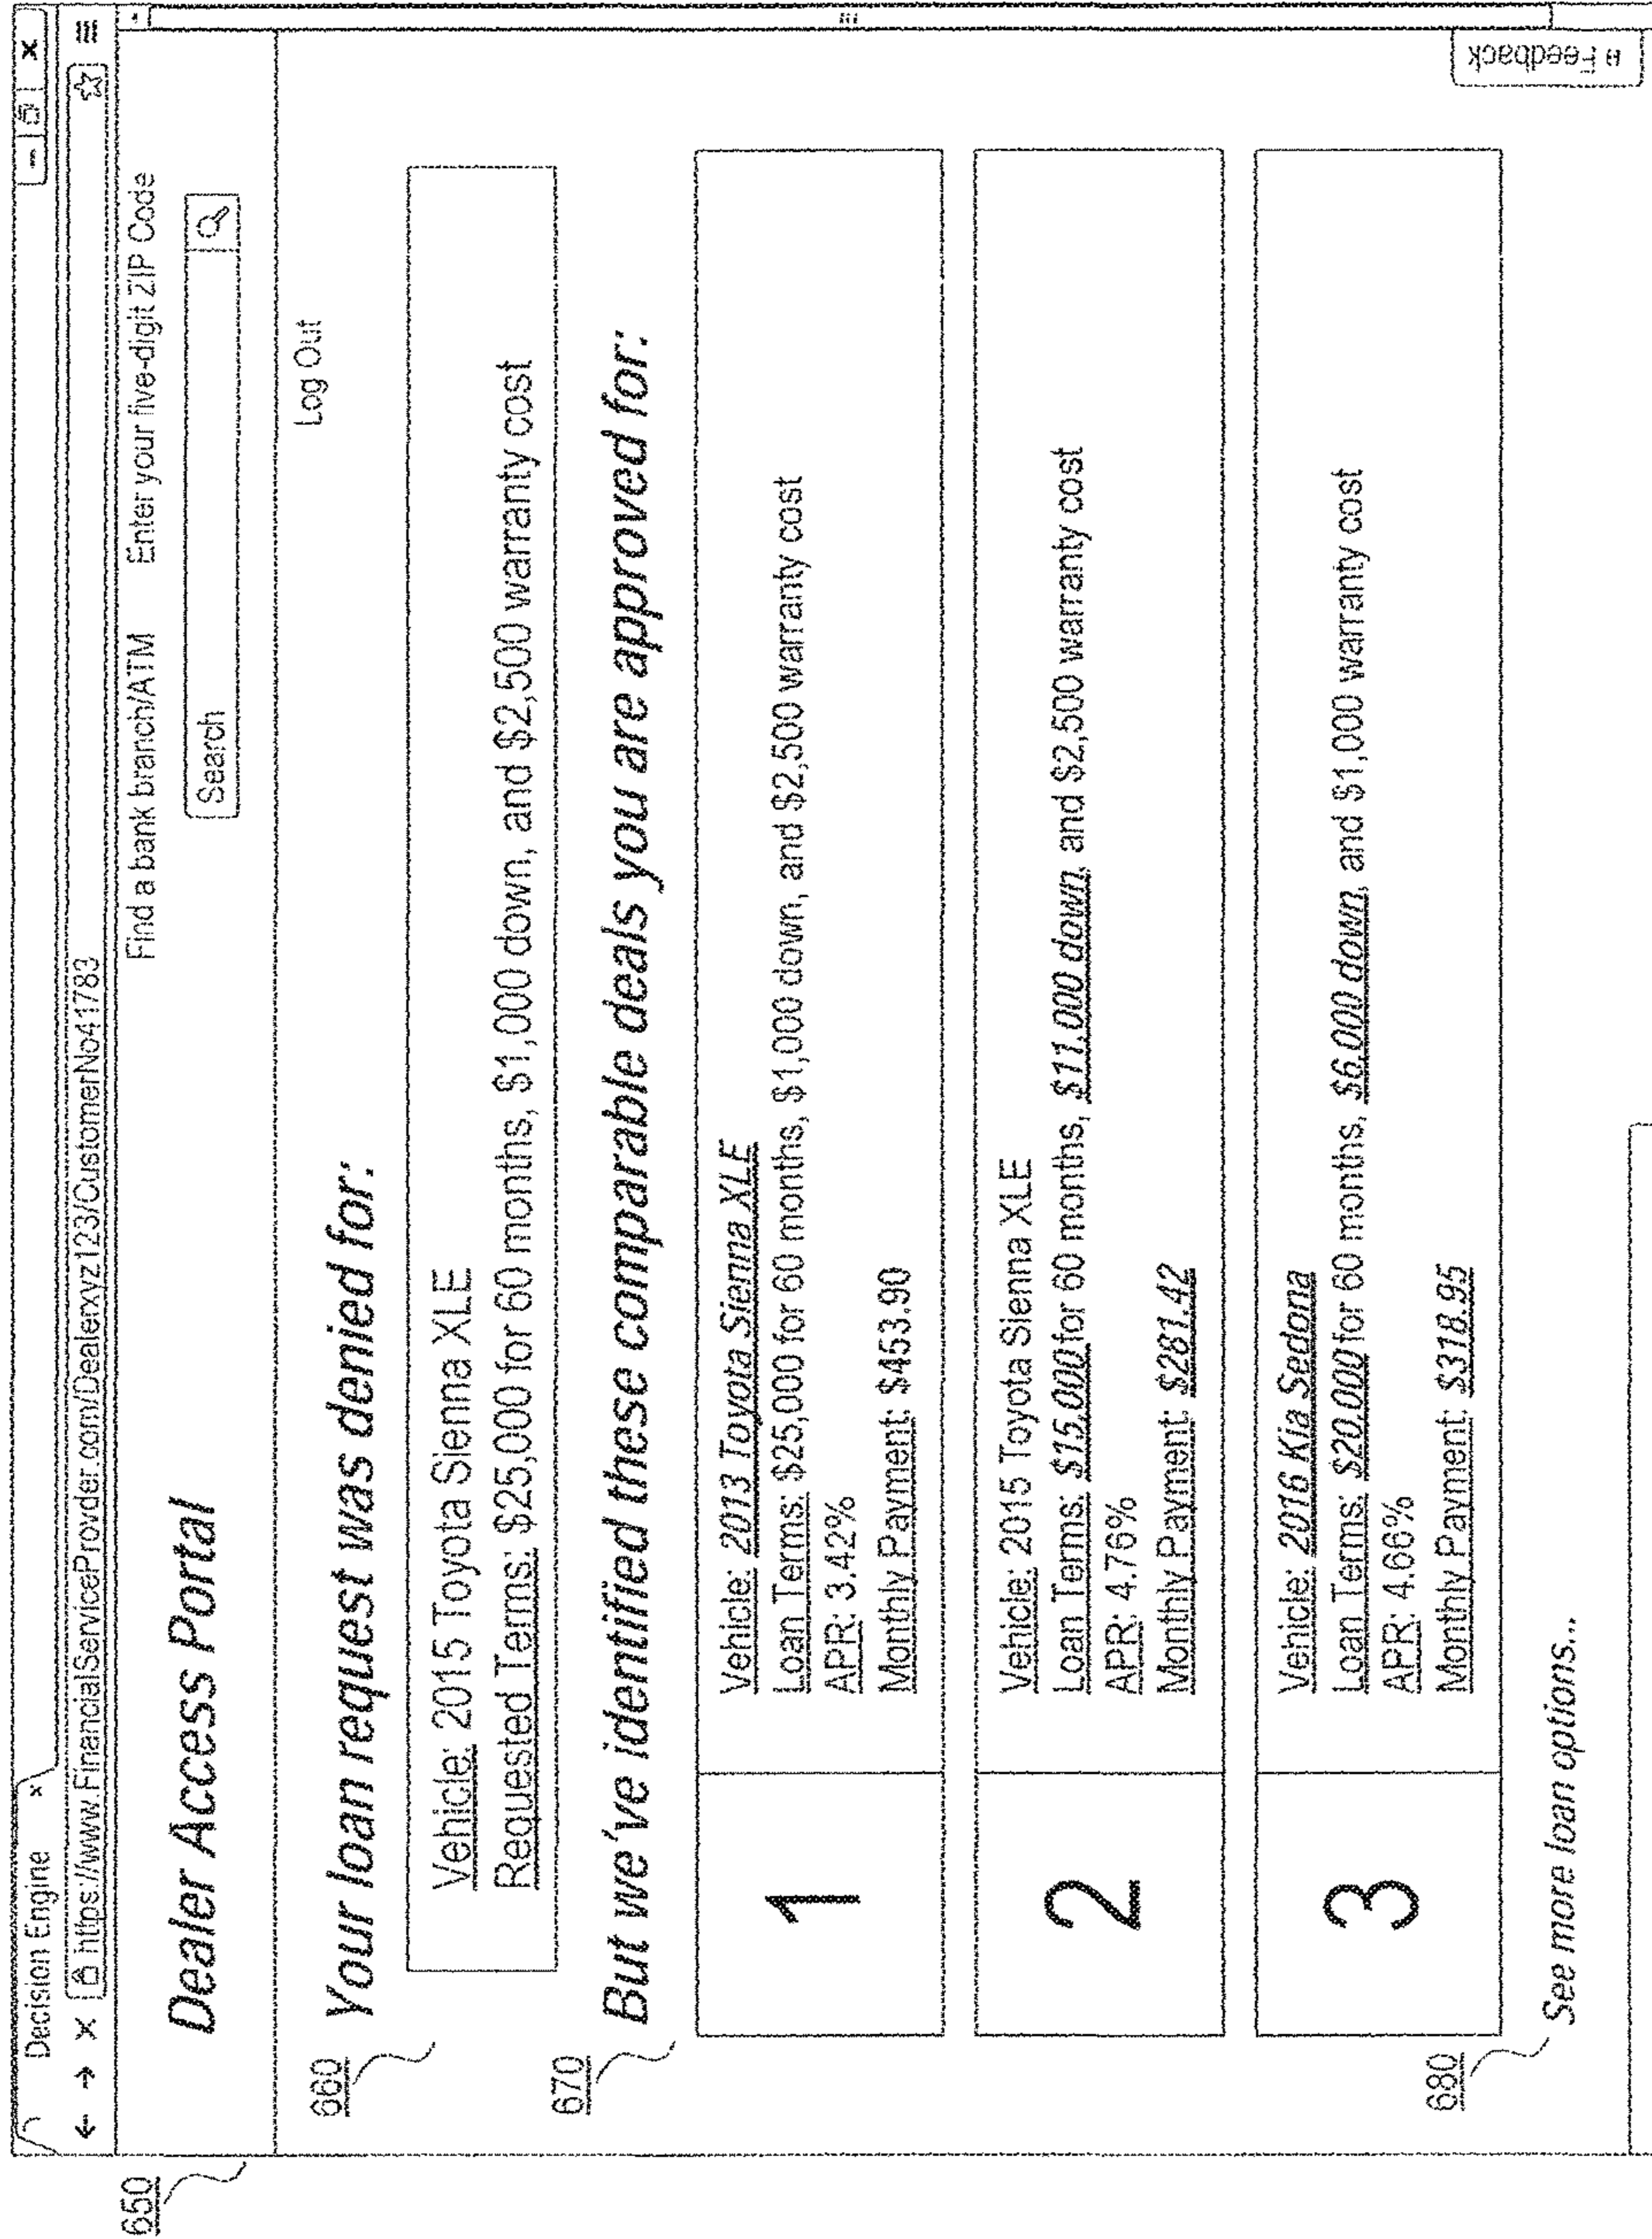 650
Decision Engine ×
https://www.FinancialServiceProvder.com/Dealerxyz123/CustomerNo41783
Find a bank branch/ATM Enter your five-digit ZIP Code
Dealer Access Portal
Search
Log Out
660
Your loan request was denied for:
Vehicle: 2015 Toyota Sienna XLE
Requested Terms: $25,000 for 60 months, $1,000 down, and $2,500 warranty cost
670
But we've identified these comparable deals you are approved for:
1
Vehicle: 2013 Toyota Sienna XLE
Loan Terms: $25,000 for 60 months, $1,000 down, and $2,500 warranty cost
APR: 3.42%
Monthly Payment: $453.90
2
Vehicle: 2015 Toyota Sienna XLE
Loan Terms: $15,000 for 60 months, $11,000 down, and $2,500 warranty cost
APR: 4.76%
Monthly Payment: $281.42
3
Vehicle: 2016 Kia Sedona
Loan Terms: $20,000 for 60 months, $6,000 down, and $1,000 warranty cost
APR: 4.66%
Monthly Payment: $318.95
680
See more loan options...
Feedback